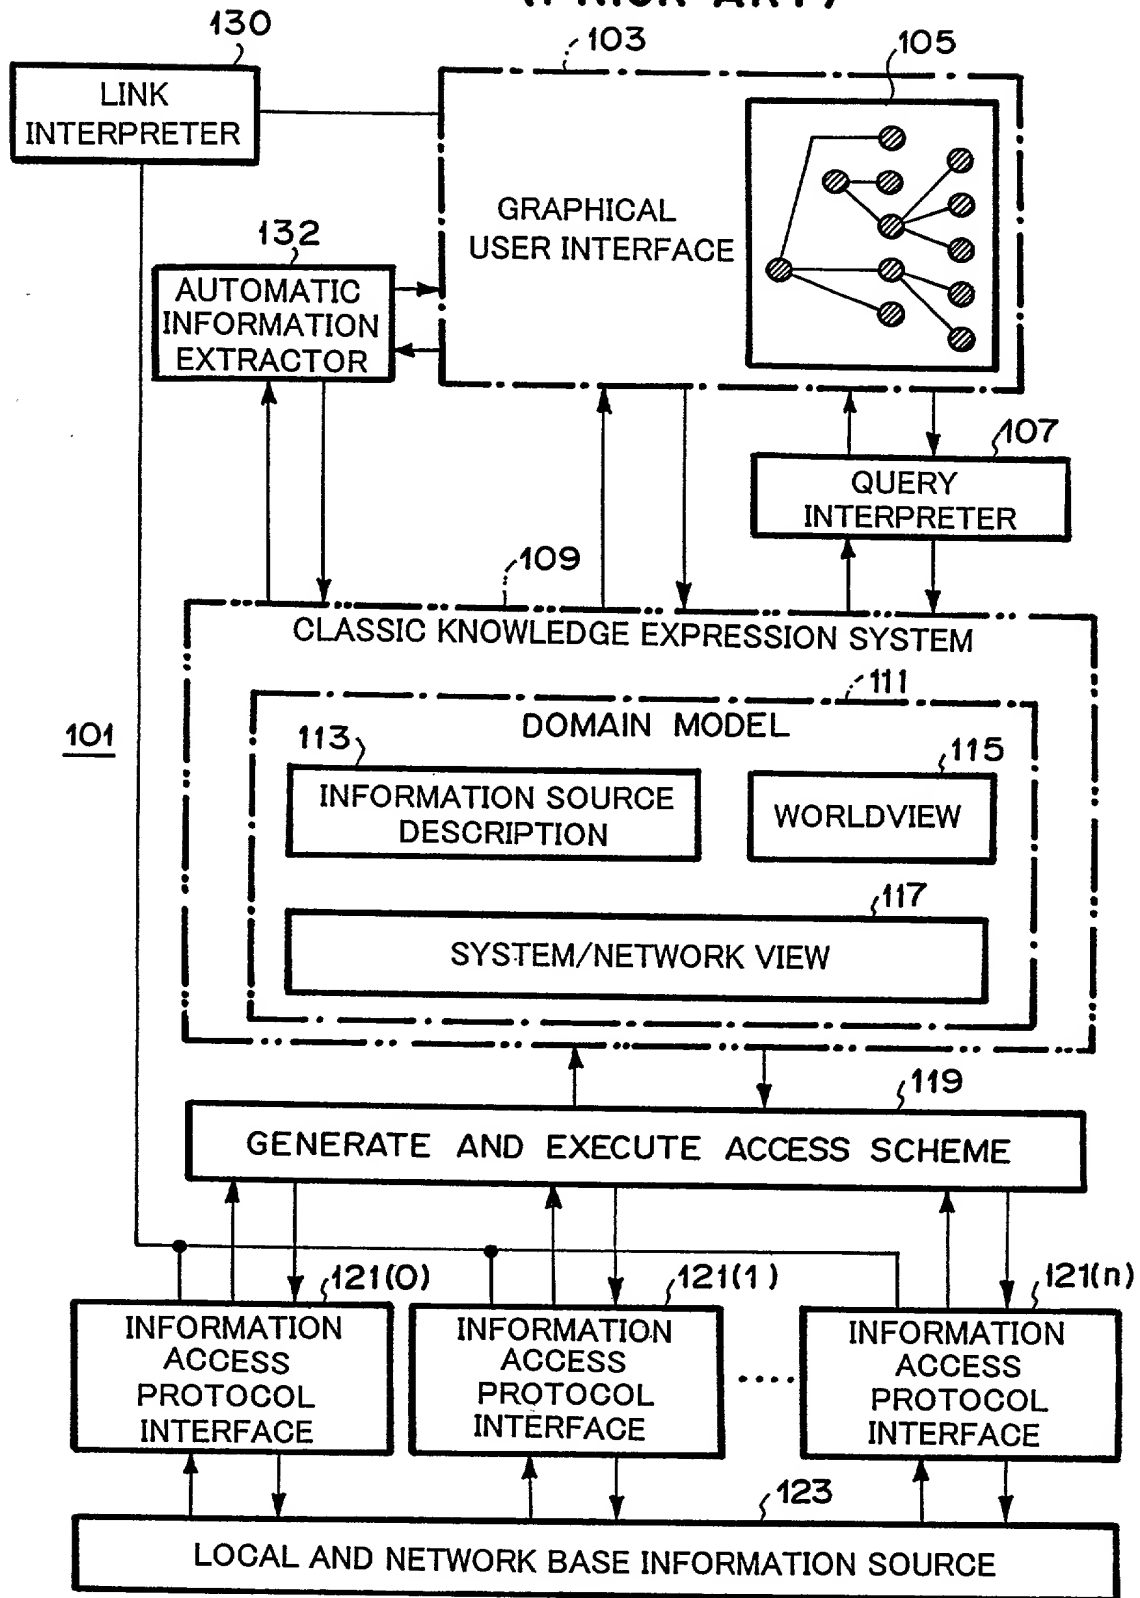 (PRIOR ART)
130
103
105
LINK
INTERPRETER
GRAPHICAL
USER INTERFACE
132
AUTOMATIC
INFORMATION
EXTRACTOR
107
QUERY
INTERPRETER
109
CLASSIC KNOWLEDGE EXPRESSION SYSTEM
111
DOMAIN MODEL
101
113
115
INFORMATION SOURCE
DESCRIPTION
WORLDVIEW
117
SYSTEM/NETWORK VIEW
119
GENERATE AND EXECUTE ACCESS SCHEME
121(0)
121(1)
121(n)
INFORMATION
ACCESS
PROTOCOL
INTERFACE
INFORMATION
ACCESS
PROTOCOL
INTERFACE
....
INFORMATION
ACCESS
PROTOCOL
INTERFACE
123
LOCAL AND NETWORK BASE INFORMATION SOURCE